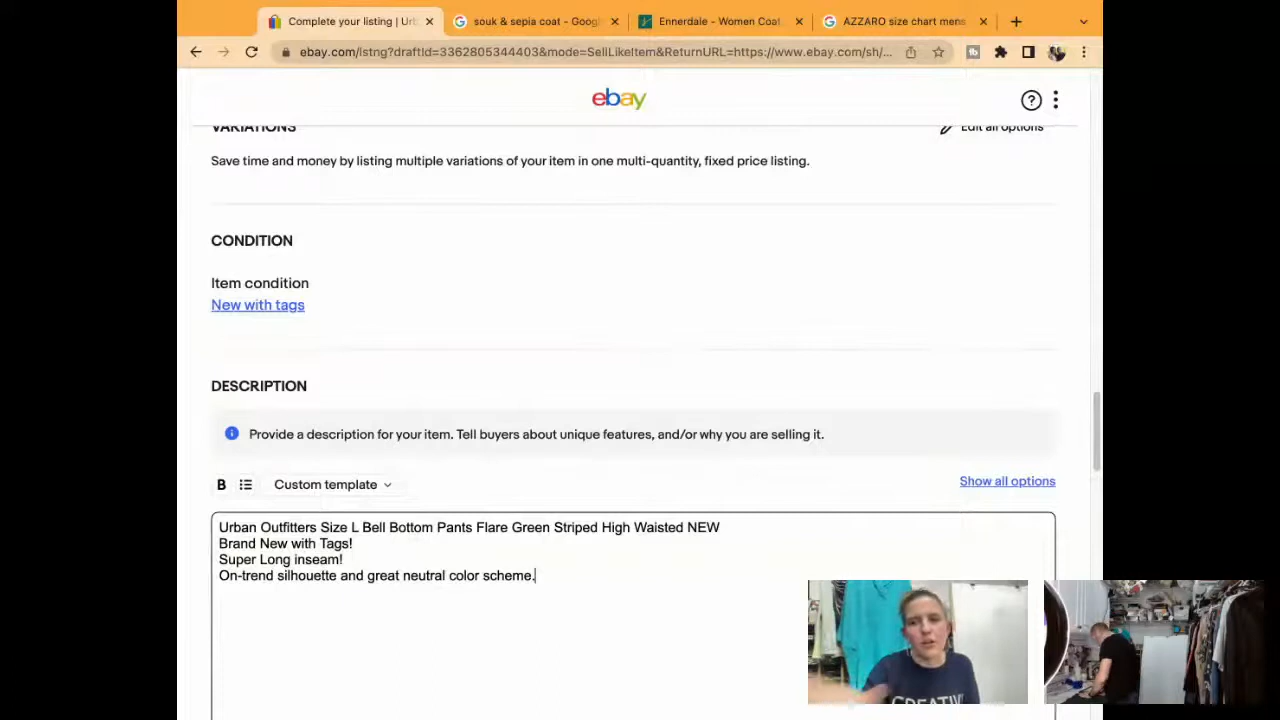 Complete your listing | Urb
souk & sepia coat - Google
Ennerdale - Women Coat
AZZARO size chart mens
ebay.com/lstng?draftId=3362805344403&mode=SellLikeItem&ReturnURL=https://www.ebay.com/sh/...
ebay
VARIATIONS
Edit all options
Save time and money by listing multiple variations of your item in one multi-quantity, fixed price listing.
CONDITION
Item condition
New with tags
DESCRIPTION
Provide a description for your item. Tell buyers about unique features, and/or why you are selling it.
B
Custom template
Show all options
Urban Outfitters Size L Bell Bottom Pants Flare Green Striped High Waisted NEW
Brand New with Tags!
Super Long inseam!
On-trend silhouette and great neutral color scheme.
CREATIV